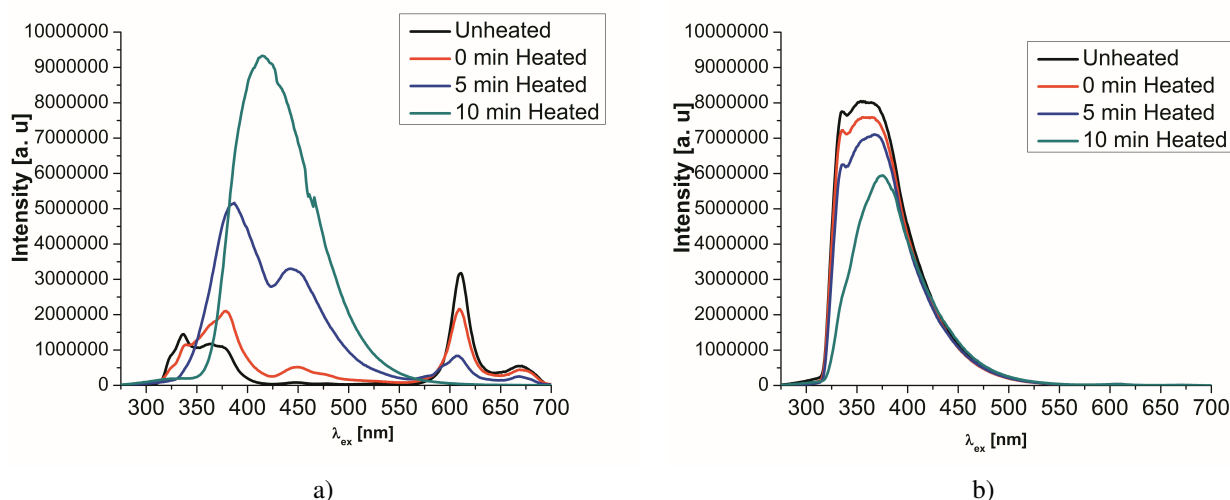 Unheated
0 min Heated
5 min Heated
10 min Heated
10000000
9000000
8000000
7000000
6000000
5000000
4000000
3000000
2000000
1000000
0
Intensity [a. u]
300 350 400 450 500 550 600 650 700
λex [nm]
a)
Unheated
0 min Heated
5 min Heated
10 min Heated
10000000
9000000
8000000
7000000
6000000
5000000
4000000
3000000
2000000
1000000
0
Intensity [a. u]
300 350 400 450 500 550 600 650 700
λex [nm]
b)